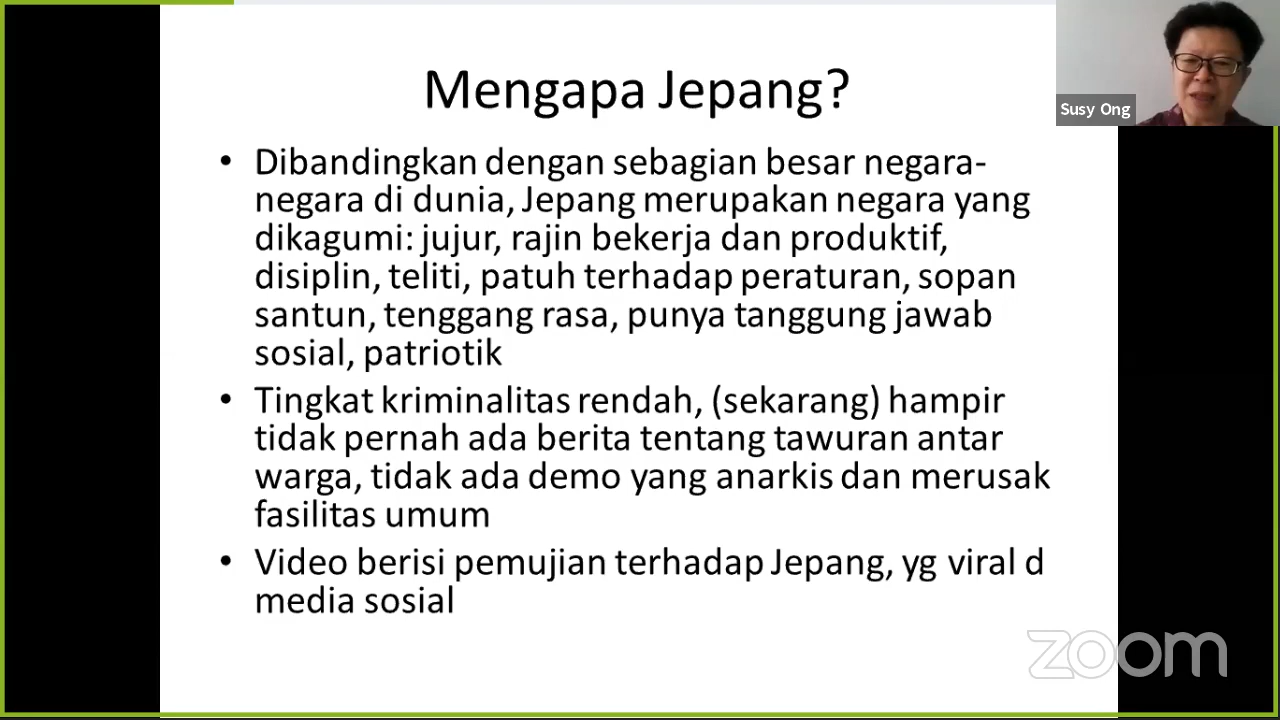 Mengapa Jepang?
• Dibandingkan dengan sebagian besar negara-
negara di dunia, Jepang merupakan negara yang
dikagumi: jujur, rajin bekerja dan produktif,
disiplin, teliti, patuh terhadap peraturan, sopan
santun, tenggang rasa, punya tanggung jawab
sosial, patriotik
• Tingkat kriminalitas rendah, (sekarang) hampir
tidak pernah ada berita tentang tawuran antar
warga, tidak ada demo yang anarkis dan merusak
fasilitas umum
• Video berisi pemujian terhadap Jepang, yg viral d
media sosial
Susy Ong
zoom